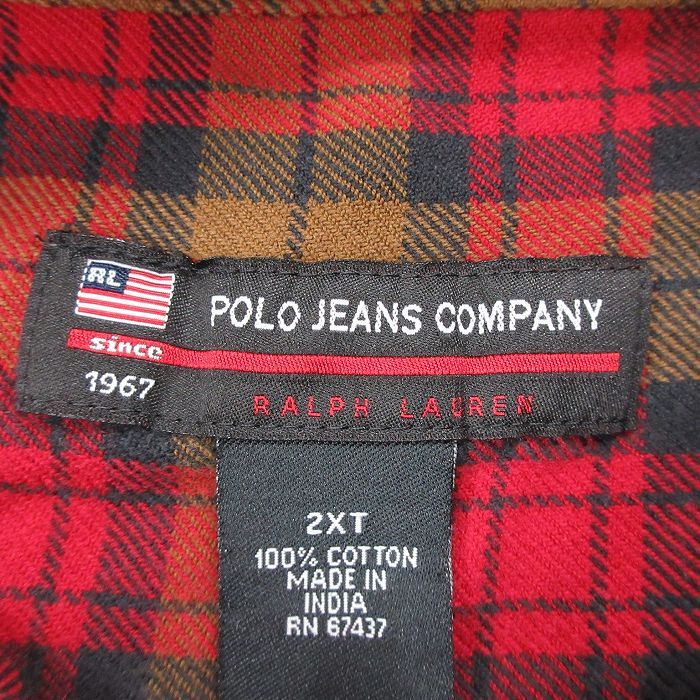 RL
POLO JEANS COMPANY
since
1967
RALPH LAUREN
2XT
100% COTTON
MADE IN
INDIA
RN 67437